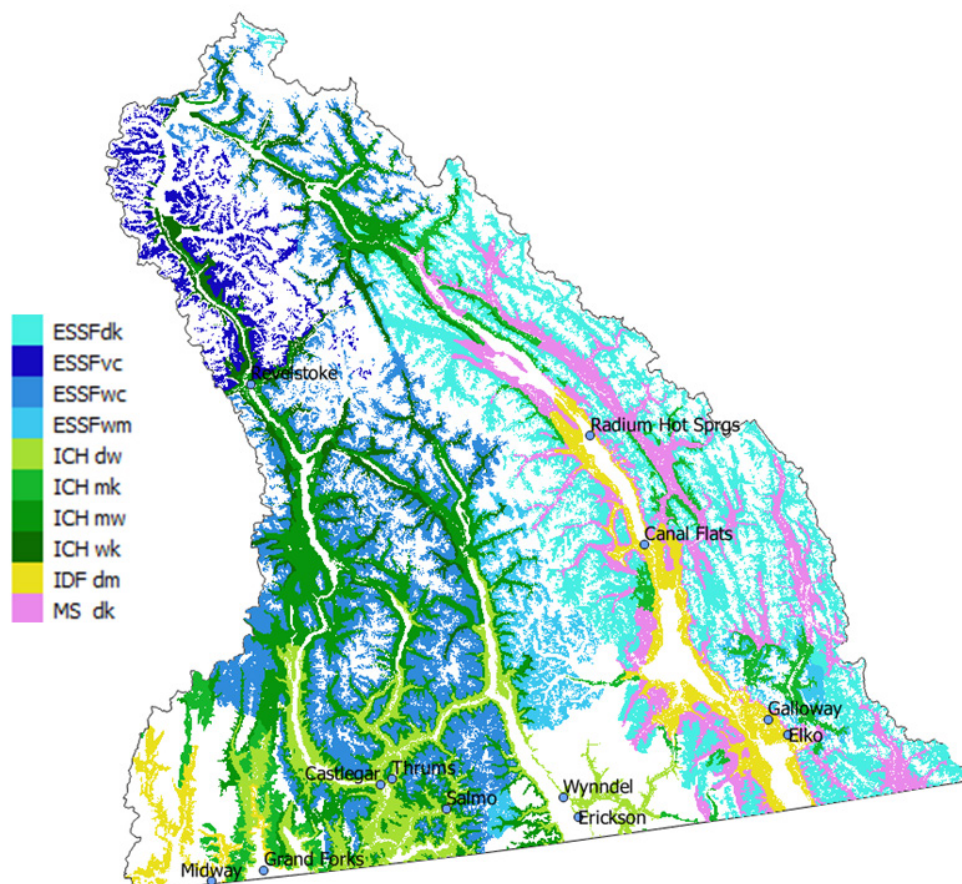 ESSFdk
ESSFvc
ESSFwc
ESSFwm
ICH dw
ICH mk
ICH mw
ICH wk
IDF dm
MS dk
Revelstoke
Radium Hot Sprgs
Canal Flats
Galloway
Elko
Castlegar
Thrums
Salmo
Wynndel
Erickson
Midway
Grand Forks